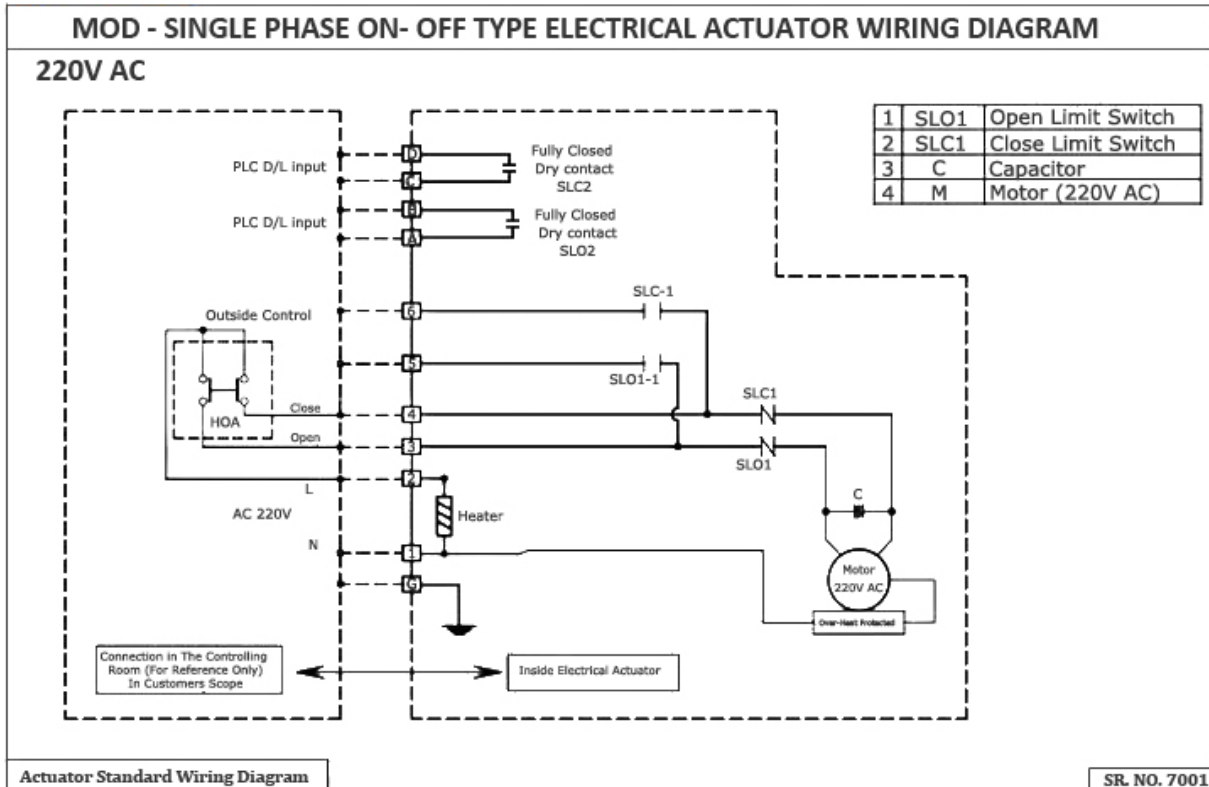 MOD - SINGLE PHASE ON- OFF TYPE ELECTRICAL ACTUATOR WIRING DIAGRAM
220V AC
1 SLO1 Open Limit Switch
2 SLC1 Close Limit Switch
3 C Capacitor
4 M Motor (220V AC)
PLC D/L input
D
C
Fully Closed
Dry contact
SLC2
PLC D/L input
B
A
Fully Closed
Dry contact
SLO2
Outside Control
6
SLC-1
5
SLO1-1
HOA
Close
4
SLC1
Open
3
SLO1
L
2
AC 220V
Heater
C
N
1
G
Motor
220V AC
Over-Heat Protected
Connection in The Controlling
Room (For Reference Only)
In Customers Scope
Inside Electrical Actuator
Actuator Standard Wiring Diagram
SR. NO. 7001